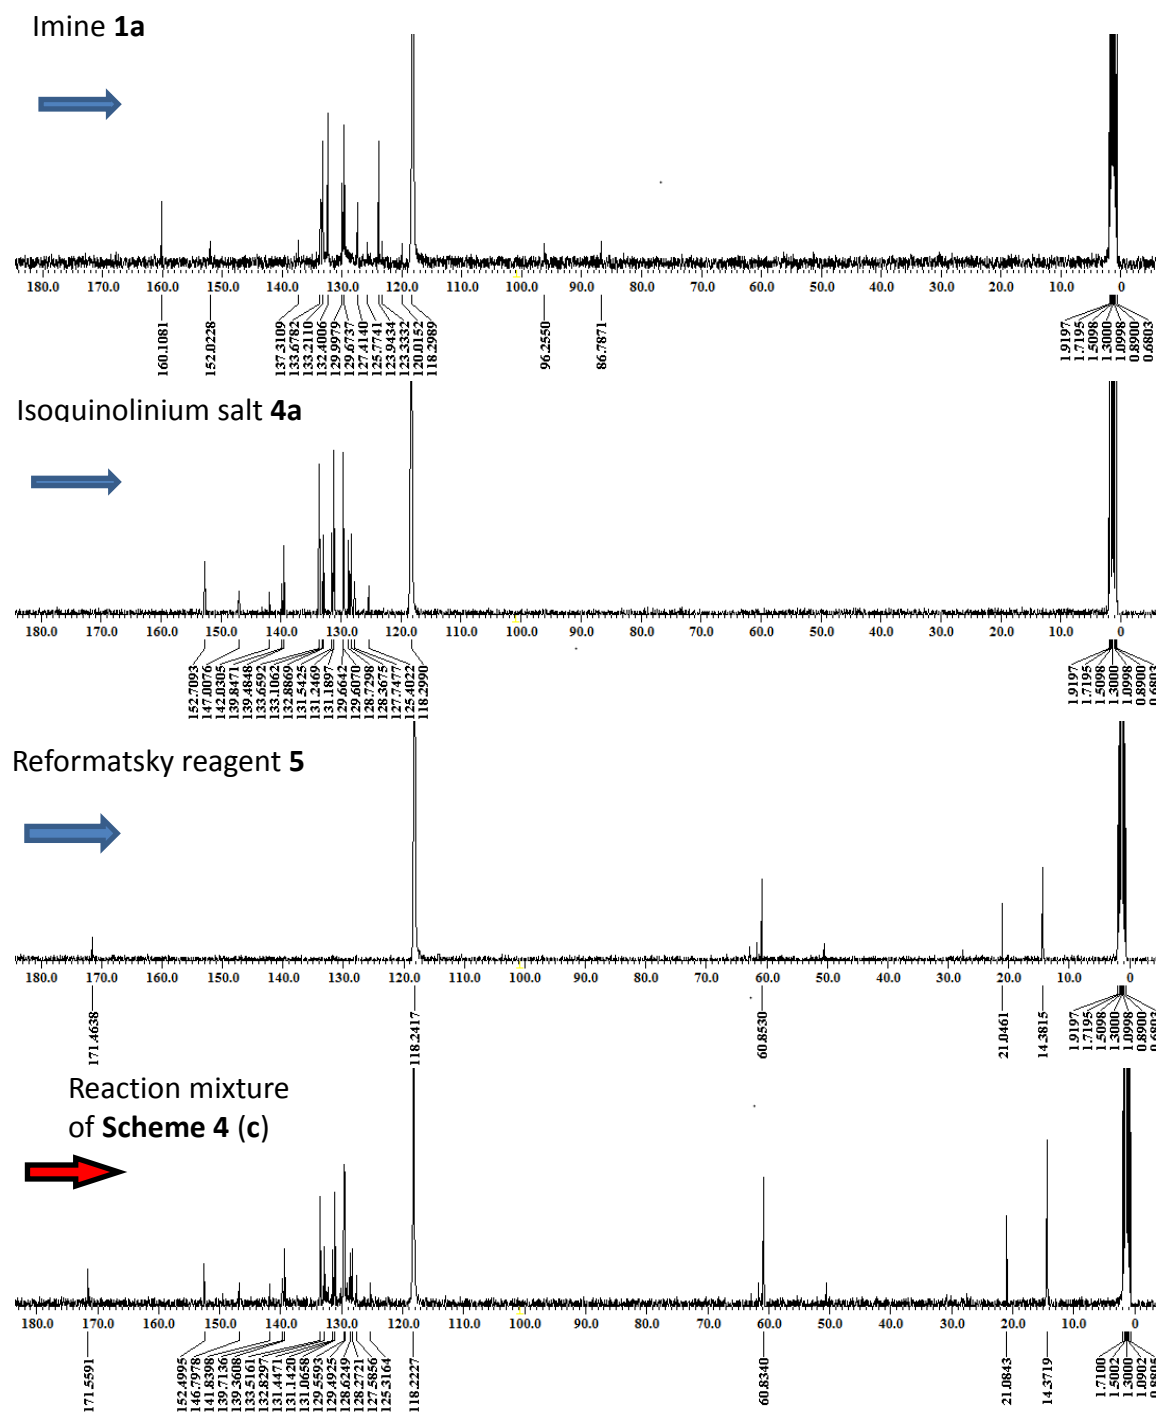 Imine 1a
180.0 170.0 160.0 150.0 140.0 130.0 120.0 110.0 100.0 90.0 80.0 70.0 60.0 50.0 40.0 30.0 20.0 10.0 0
160.1081 152.0228 137.3109 133.6782 133.2110 132.4006 129.9979 129.6737 127.4140 125.7741 123.9434 123.3332 120.0152 118.2989 96.2550 86.7871 1.9197 1.7195 1.5098 1.3000 1.0998 0.8900 0.6803
Isoquinolinium salt 4a
180.0 170.0 160.0 150.0 140.0 130.0 120.0 110.0 100.0 90.0 80.0 70.0 60.0 50.0 40.0 30.0 20.0 10.0 0
152.7093 147.0076 142.0305 139.8471 139.4848 133.6592 133.1062 132.8869 131.5425 131.2469 131.1897 129.6642 129.6070 128.7298 128.3675 127.7477 125.4022 118.2990 1.9197 1.7195 1.5098 1.3000 1.0998 0.8900 0.6803
Reformatsky reagent 5
180.0 170.0 160.0 150.0 140.0 130.0 120.0 110.0 100.0 90.0 80.0 70.0 60.0 50.0 40.0 30.0 20.0 10.0 0
171.4638 118.2417 60.8530 21.0461 14.3815 1.9197 1.7195 1.5098 1.3000 1.0998 0.8900 0.6803
Reaction mixture
of Scheme 4 (c)
180.0 170.0 160.0 150.0 140.0 130.0 120.0 110.0 100.0 90.0 80.0 70.0 60.0 50.0 40.0 30.0 20.0 10.0 0
171.5591 152.4995 146.7978 141.8398 139.7136 139.3608 133.5161 132.8297 131.4471 131.1420 131.0658 129.5593 129.4925 128.6249 128.2721 127.5856 125.3164 118.2227 60.8340 21.0843 14.3719 1.7100 1.5002 1.3000 1.0902 0.8805